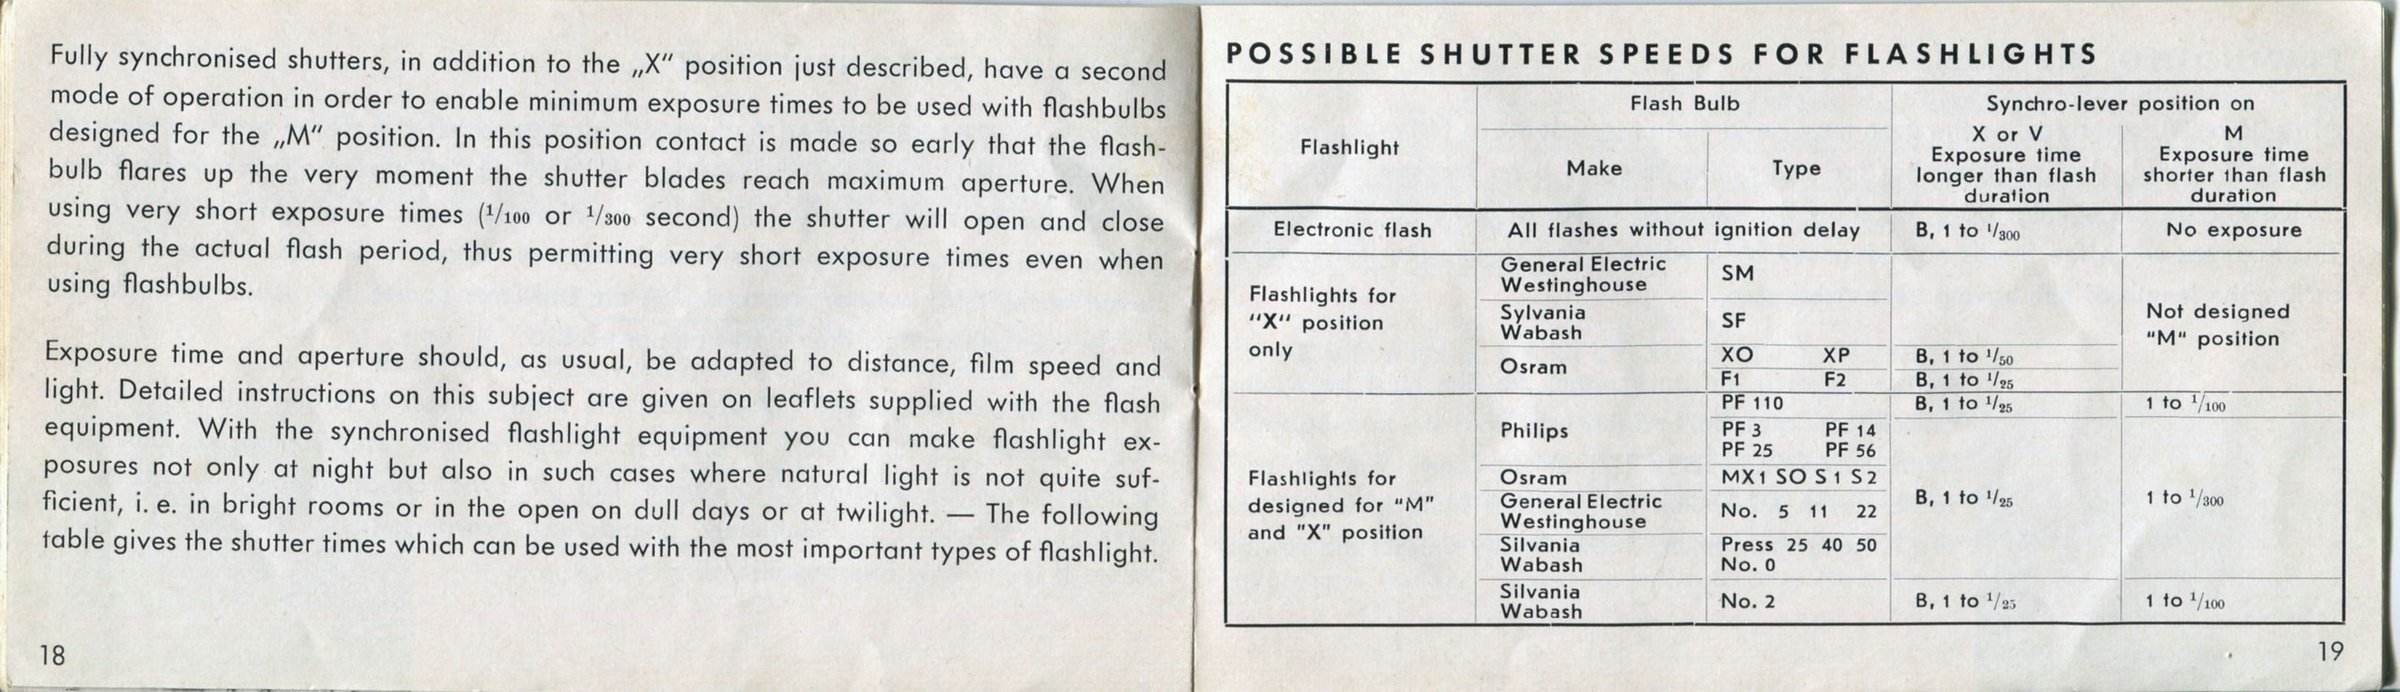 Fully synchronised shutters, in addition to the „X" position just described, have a second
mode of operation in order to enable minimum exposure times to be used with flashbulbs
designed for the „M" position. In this position contact is made so early that the flash-
bulb flares up the very moment the shutter blades reach maximum aperture. When
using very short exposure times (1/100 or 1/300 second) the shutter will open and close
during the actual flash period, thus permitting very short exposure times even when
using flashbulbs.
Exposure time and aperture should, as usual, be adapted to distance, film speed and
light. Detailed instructions on this subject are given on leaflets supplied with the flash
equipment. With the synchronised flashlight equipment you can make flashlight ex-
posures not only at night but also in such cases where natural light is not quite suf-
ficient, i. e. in bright rooms or in the open on dull days or at twilight. — The following
table gives the shutter times which can be used with the most important types of flashlight.
18
POSSIBLE SHUTTER SPEEDS FOR FLASHLIGHTS
Flashlight
Flash Bulb
Make
Type
Synchro-lever position on
X or V
Exposure time
longer than flash
duration
M
Exposure time
shorter than flash
duration
Electronic flash
All flashes without ignition delay
B, 1 to 1/300
No exposure
Flashlights for
"X" position
only
General Electric
Westinghouse
SM
Sylvania
Wabash
SF
Osram
XO XP
B, 1 to 1/50
F1 F2
B, 1 to 1/25
Not designed
"M" position
Flashlights for
designed for "M"
and "X" position
Philips
PF 110
B, 1 to 1/25
1 to 1/100
PF 3 PF 14
PF 25 PF 56
Osram
MX1 SO S1 S2
General Electric
Westinghouse
No. 5 11 22
B, 1 to 1/25
1 to 1/300
Silvania
Wabash
Press 25 40 50
No. 0
Silvania
Wabash
No. 2
B, 1 to 1/25
1 to 1/100
19